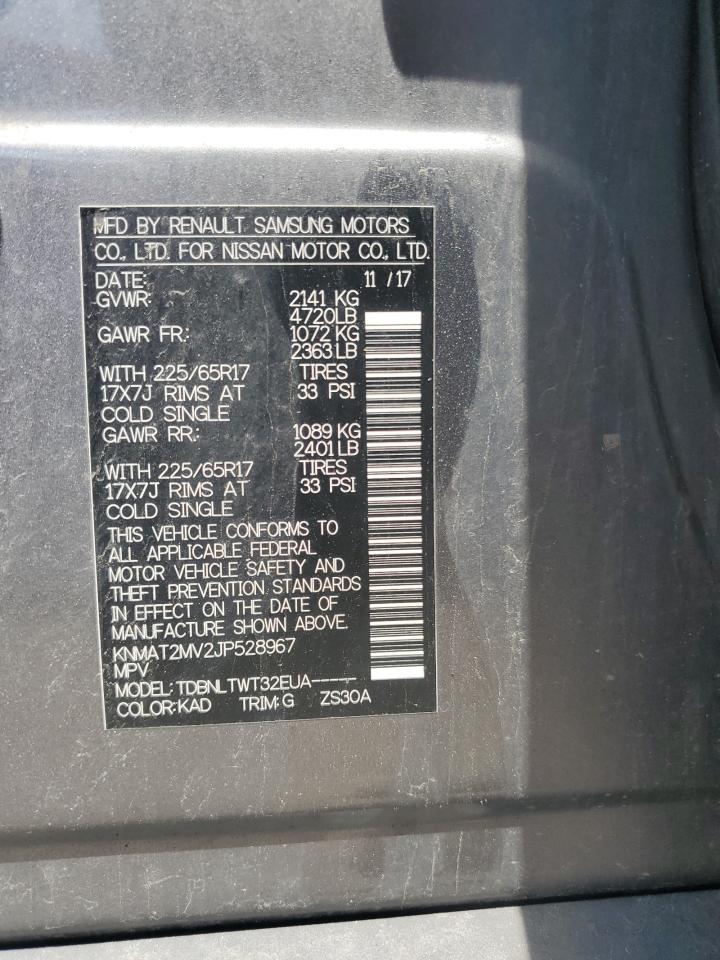 MFD BY RENAULT SAMSUNG MOTORS
CO., LTD. FOR NISSAN MOTOR CO., LTD.
DATE: 11 / 17
GVWR: 2141 KG
4720LB
GAWR FR.: 1072 KG
2363LB
WITH 225/65R17 TIRES
17X7J RIMS AT 33 PSI
COLD SINGLE
GAWR RR.: 1089 KG
2401LB
WITH 225/65R17 TIRES
17X7J RIMS AT 33 PSI
COLD SINGLE
THIS VEHICLE CONFORMS TO
ALL APPLICABLE FEDERAL
MOTOR VEHICLE SAFETY AND
THEFT PREVENTION STANDARDS
IN EFFECT ON THE DATE OF
MANUFACTURE SHOWN ABOVE.
KNMAT2MV2JP528967
MPV
MODEL: TDBNLTWT32EUA-----
COLOR:KAD TRIM:G ZS30A